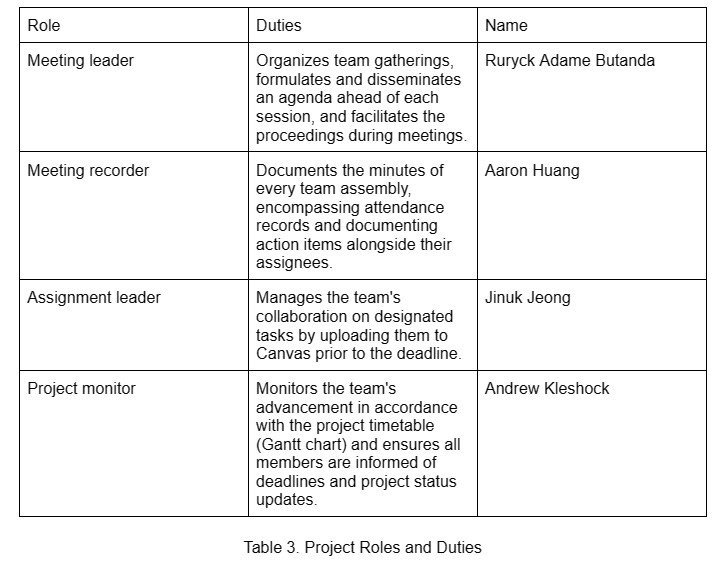 Role Duties Name
Meeting leader Organizes team gatherings, Ruryck Adame Butanda
formulates and disseminates
an agenda ahead of each
session, and facilitates the
proceedings during meetings.
Meeting recorder Documents the minutes of Aaron Huang
every team assembly,
encompassing attendance
records and documenting
action items alongside their
assignees.
Assignment leader Manages the team's Jinuk Jeong
collaboration on designated
tasks by uploading them to
Canvas prior to the deadline.
Project monitor Monitors the team's Andrew Kleshock
advancement in accordance
with the project timetable
(Gantt chart) and ensures all
members are informed of
deadlines and project status
updates.
Table 3. Project Roles and Duties